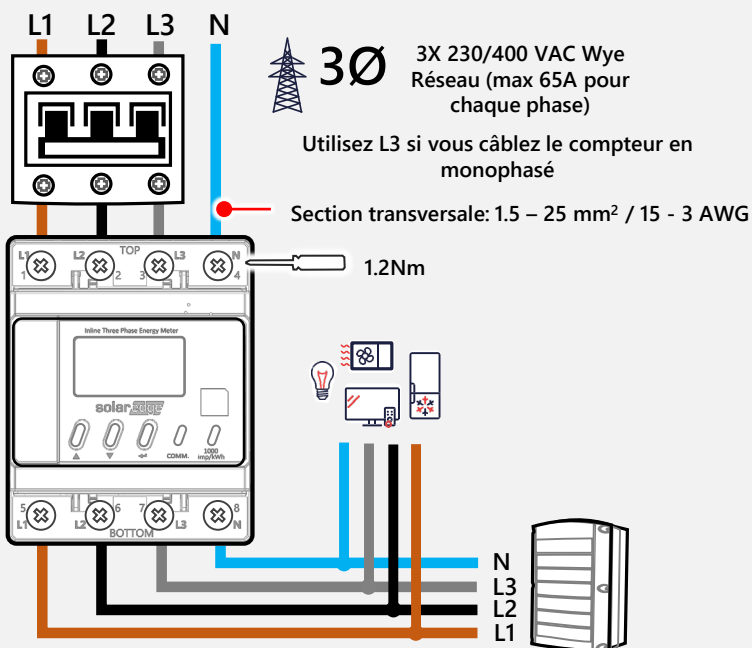 L1 L2 L3 N
3Ø
3X 230/400 VAC Wye
Réseau (max 65A pour
chaque phase)
Utilisez L3 si vous câblez le compteur en
monophasé
Section transversale: 1.5 – 25 mm² / 15 - 3 AWG
L1 L2 TOP L3 N
1 2 3 4
1.2Nm
Inline Three Phase Energy Meter
solaredge
COMM. 1000
imp/kWh
5 6 7 8
L1 L2 L3 N
BOTTOM
N
L3
L2
L1